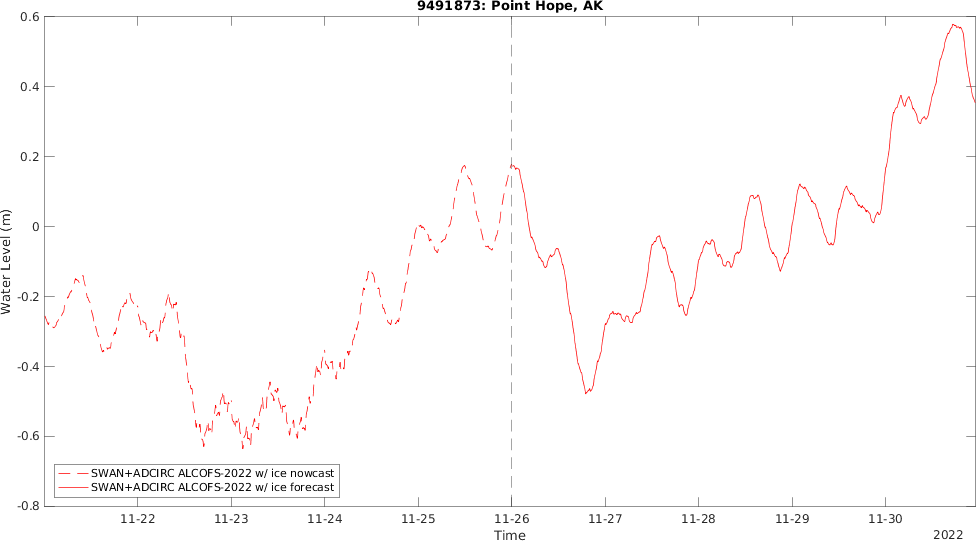 9491873: Point Hope, AK
0.6
0.4
0.2
0
-0.2
-0.4
-0.6
-0.8
Water Level (m)
SWAN+ADCIRC ALCOFS-2022 w/ ice nowcast
SWAN+ADCIRC ALCOFS-2022 w/ ice forecast
11-22 11-23 11-24 11-25 11-26 11-27 11-28 11-29 11-30
Time
2022